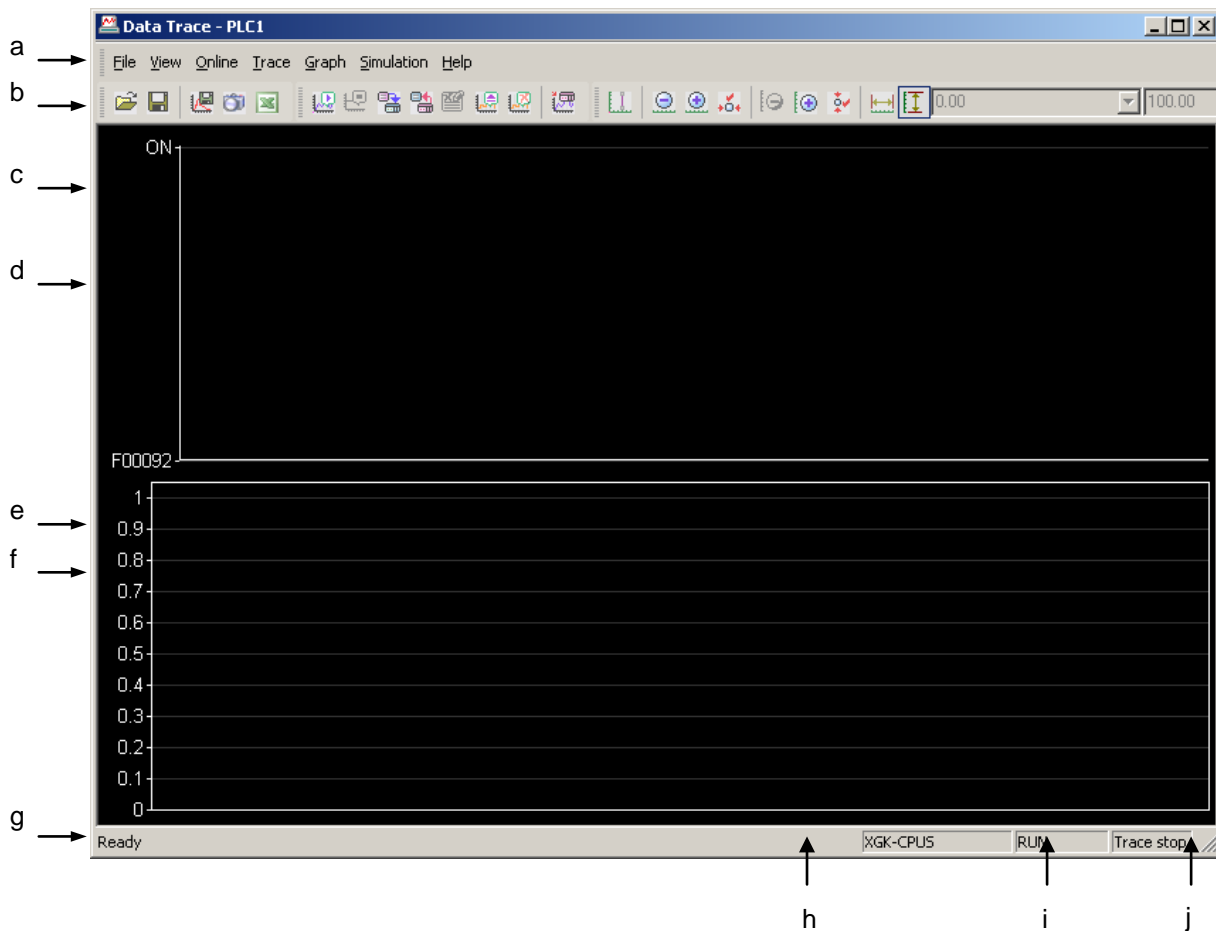 Data Trace - PLC1
a
File View Online Trace Graph Simulation Help
b
0.00 100.00
ON
c
d
F00092
1
e
0.9
f
0.8
0.7
0.6
0.5
0.4
0.3
0.2
0.1
0
g
Ready XGK-CPUS RUN Trace stop
h i j